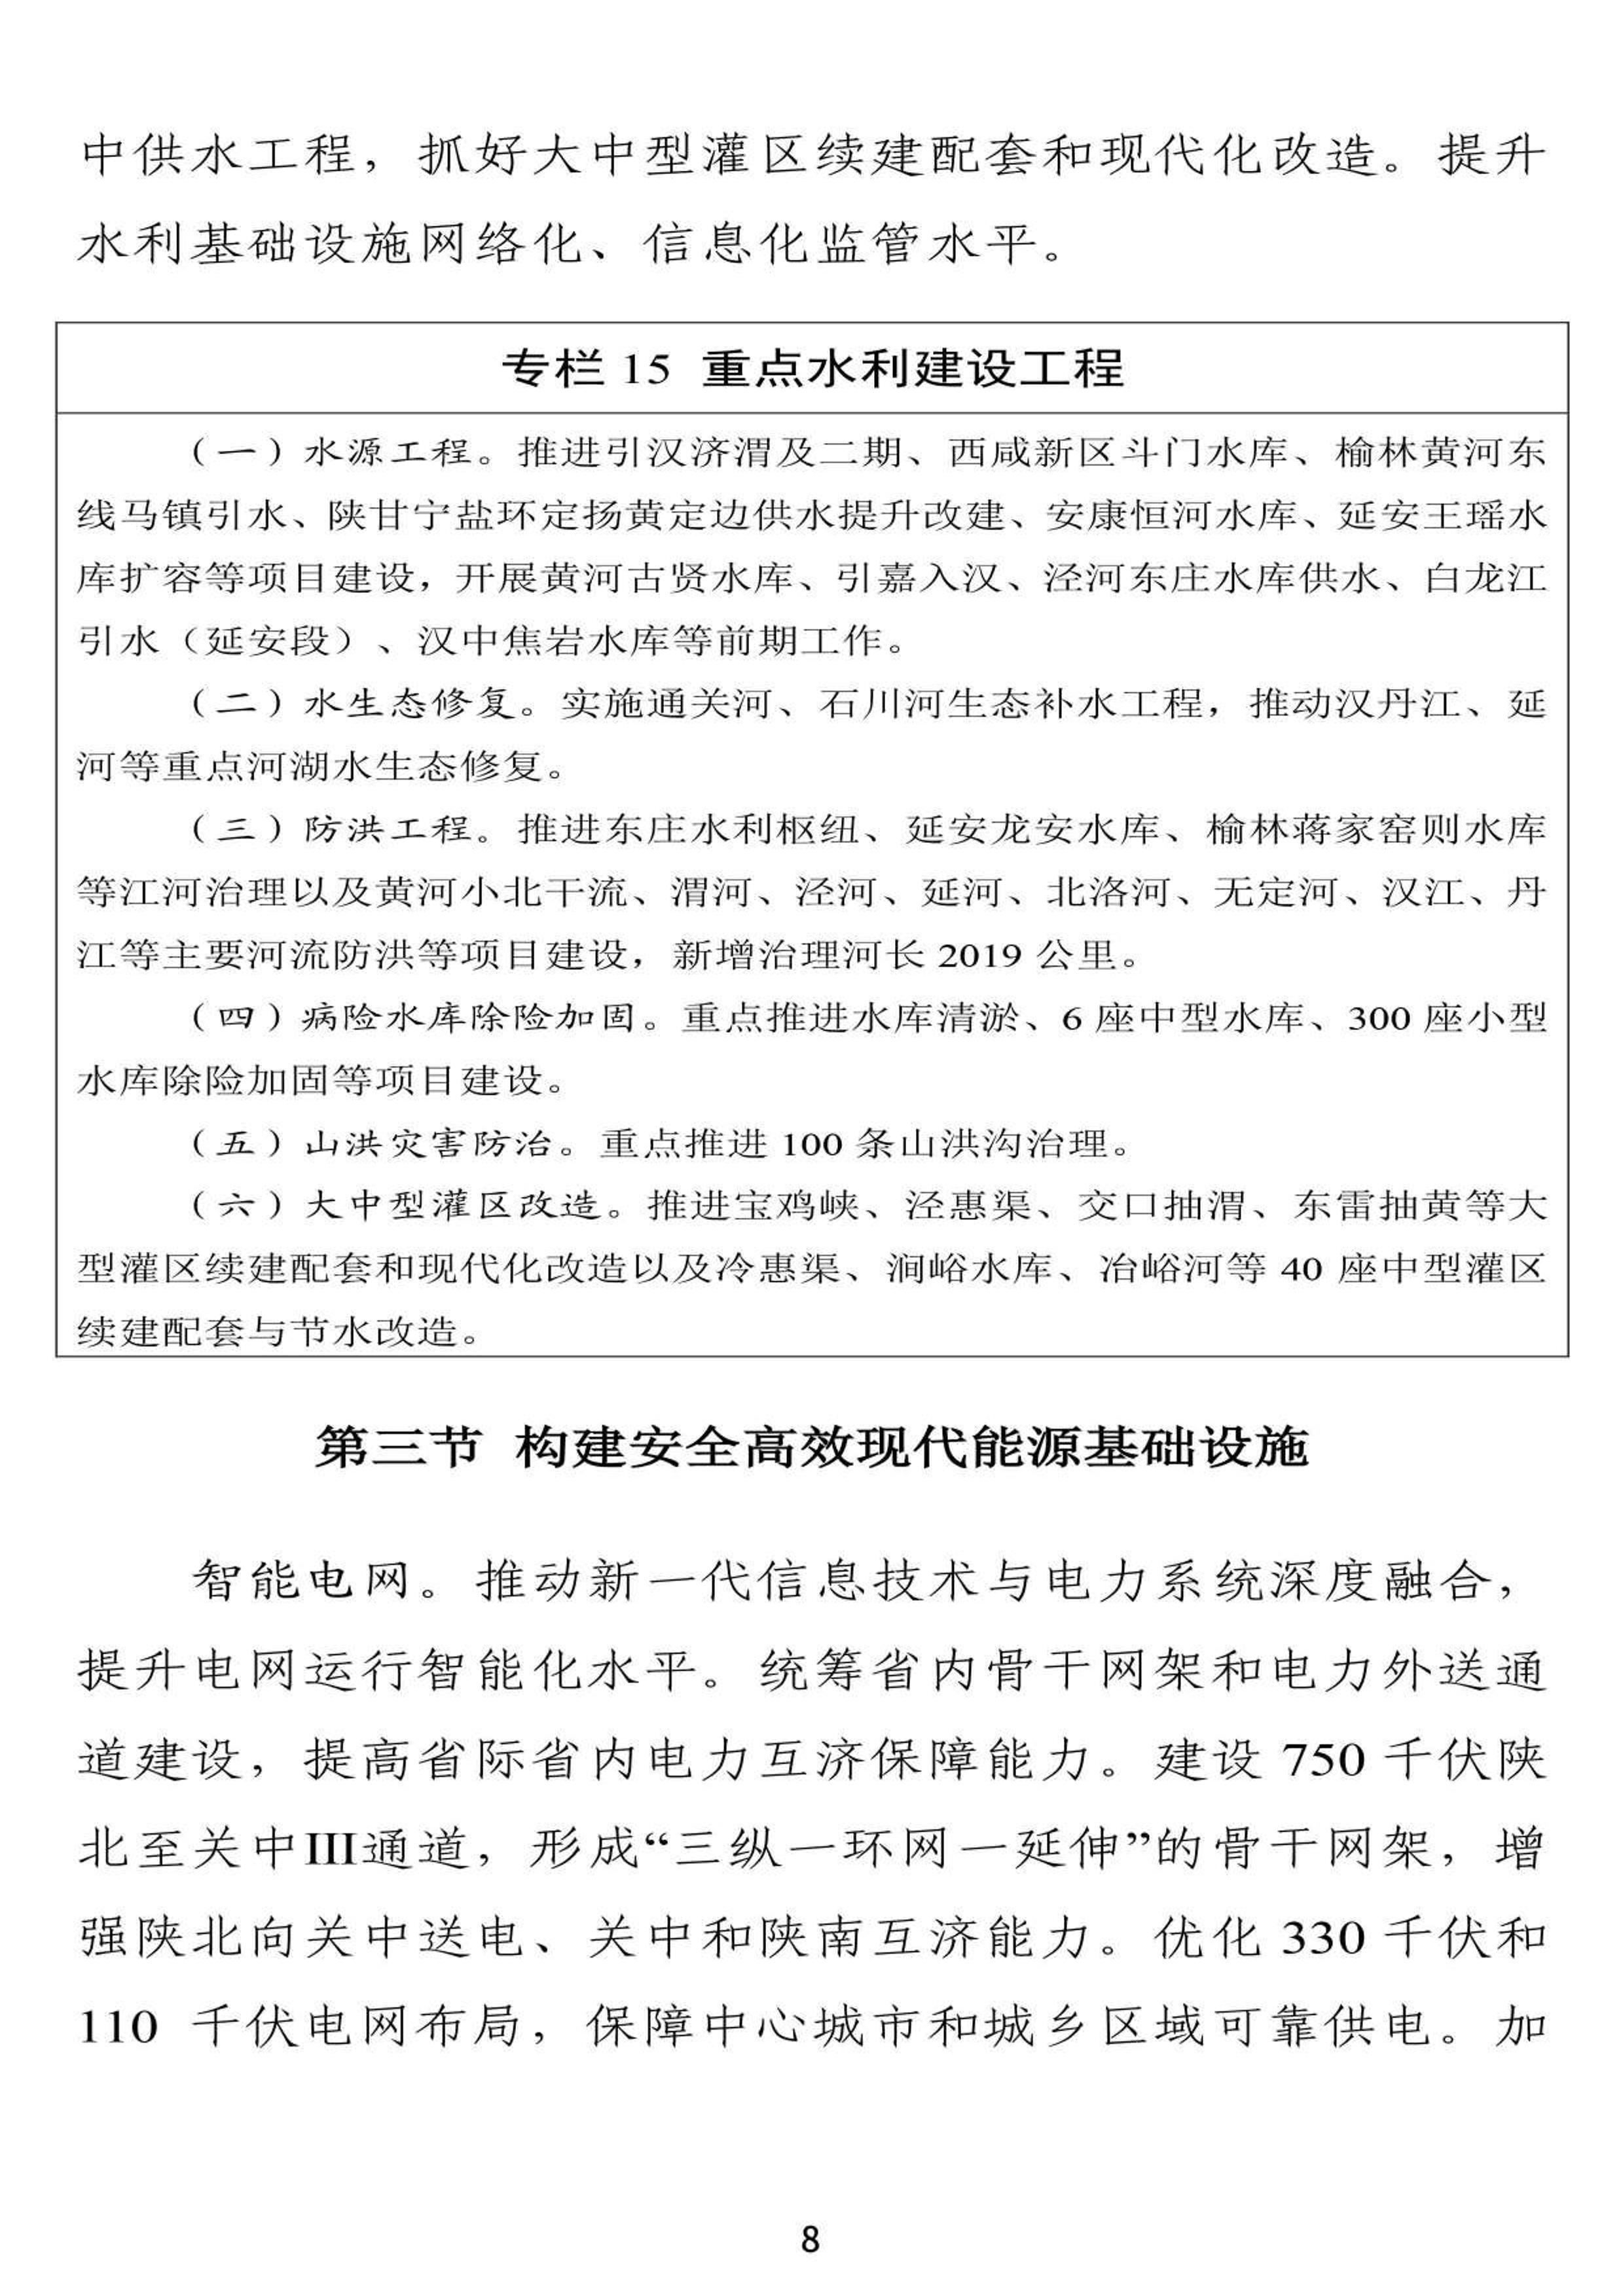 中供水工程，抓好大中型灌区续建配套和现代化改造。提升
水利基础设施网络化、信息化监管水平。
专栏 15 重点水利建设工程
（一）水源工程。推进引汉济渭及二期、西咸新区斗门水库、榆林黄河东
线马镇引水、陕甘宁盐环定扬黄定边供水提升改建、安康恒河水库、延安王瑶水
库扩容等项目建设，开展黄河古贤水库、引嘉入汉、泾河东庄水库供水、白龙江
引水（延安段）、汉中焦岩水库等前期工作。
（二）水生态修复。实施通关河、石川河生态补水工程，推动汉丹江、延
河等重点河湖水生态修复。
（三）防洪工程。推进东庄水利枢纽、延安龙安水库、榆林蒋家窑则水库
等江河治理以及黄河小北干流、渭河、泾河、延河、北洛河、无定河、汉江、丹
江等主要河流防洪等项目建设，新增治理河长 2019 公里。
（四）病险水库除险加固。重点推进水库清淤、6 座中型水库、300 座小型
水库除险加固等项目建设。
（五）山洪灾害防治。重点推进 100 条山洪沟治理。
（六）大中型灌区改造。推进宝鸡峡、泾惠渠、交口抽渭、东雷抽黄等大
型灌区续建配套和现代化改造以及冷惠渠、涧峪水库、冶峪河等 40 座中型灌区
续建配套与节水改造。
第三节 构建安全高效现代能源基础设施
智能电网。推动新一代信息技术与电力系统深度融合，
提升电网运行智能化水平。统筹省内骨干网架和电力外送通
道建设，提高省际省内电力互济保障能力。建设 750 千伏陕
北至关中III通道，形成“三纵一环网一延伸”的骨干网架，增
强陕北向关中送电、关中和陕南互济能力。优化 330 千伏和
110 千伏电网布局，保障中心城市和城乡区域可靠供电。加
8